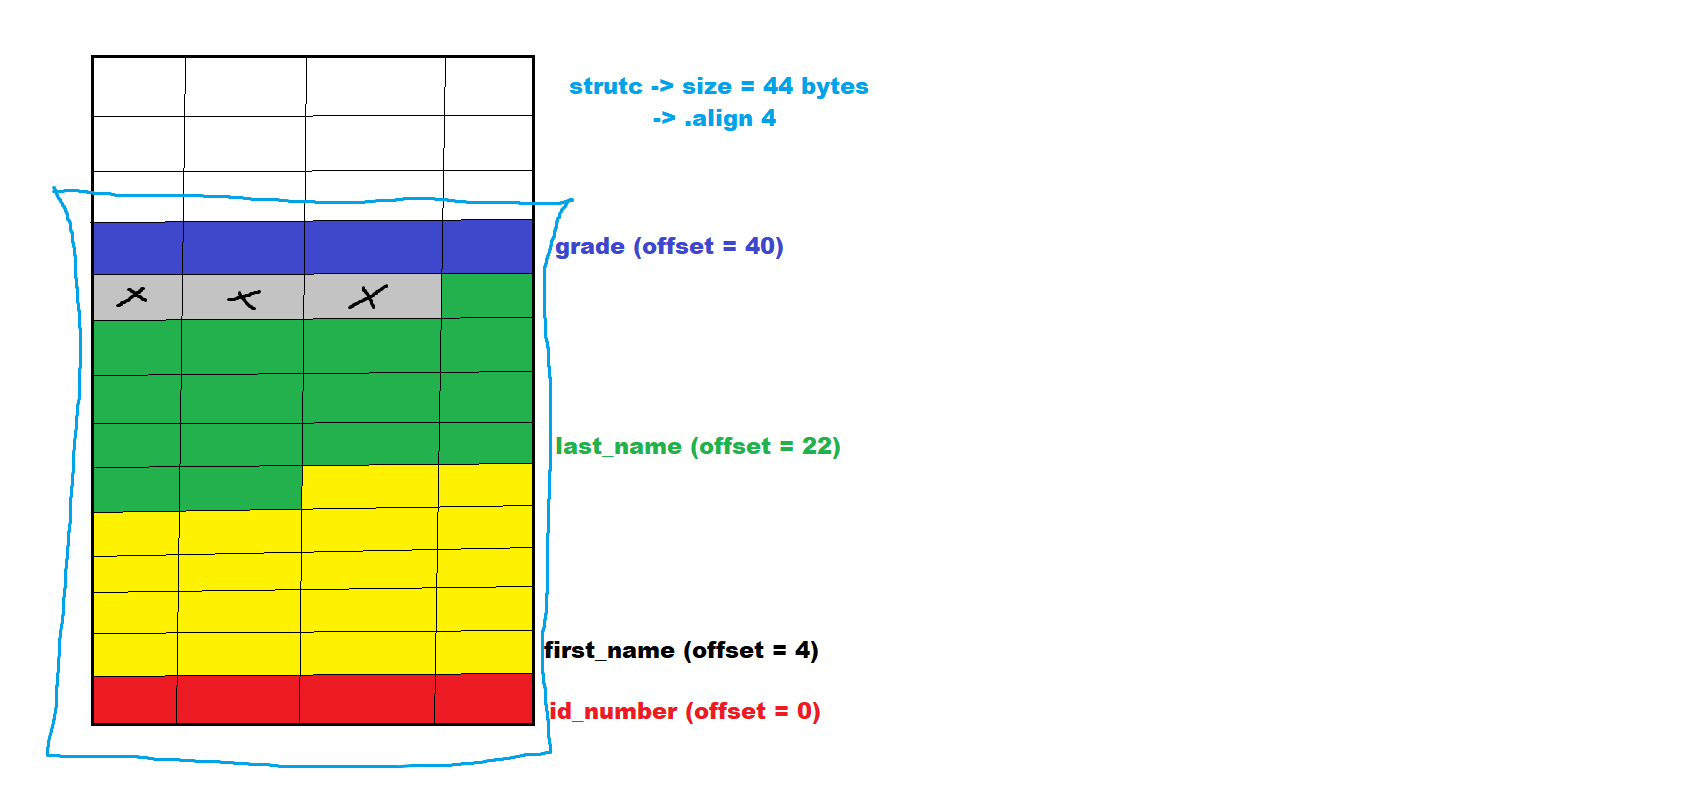 strutc -> size = 44 bytes
-> .align 4
grade (offset = 40)
last_name (offset = 22)
first_name (offset = 4)
id_number (offset = 0)